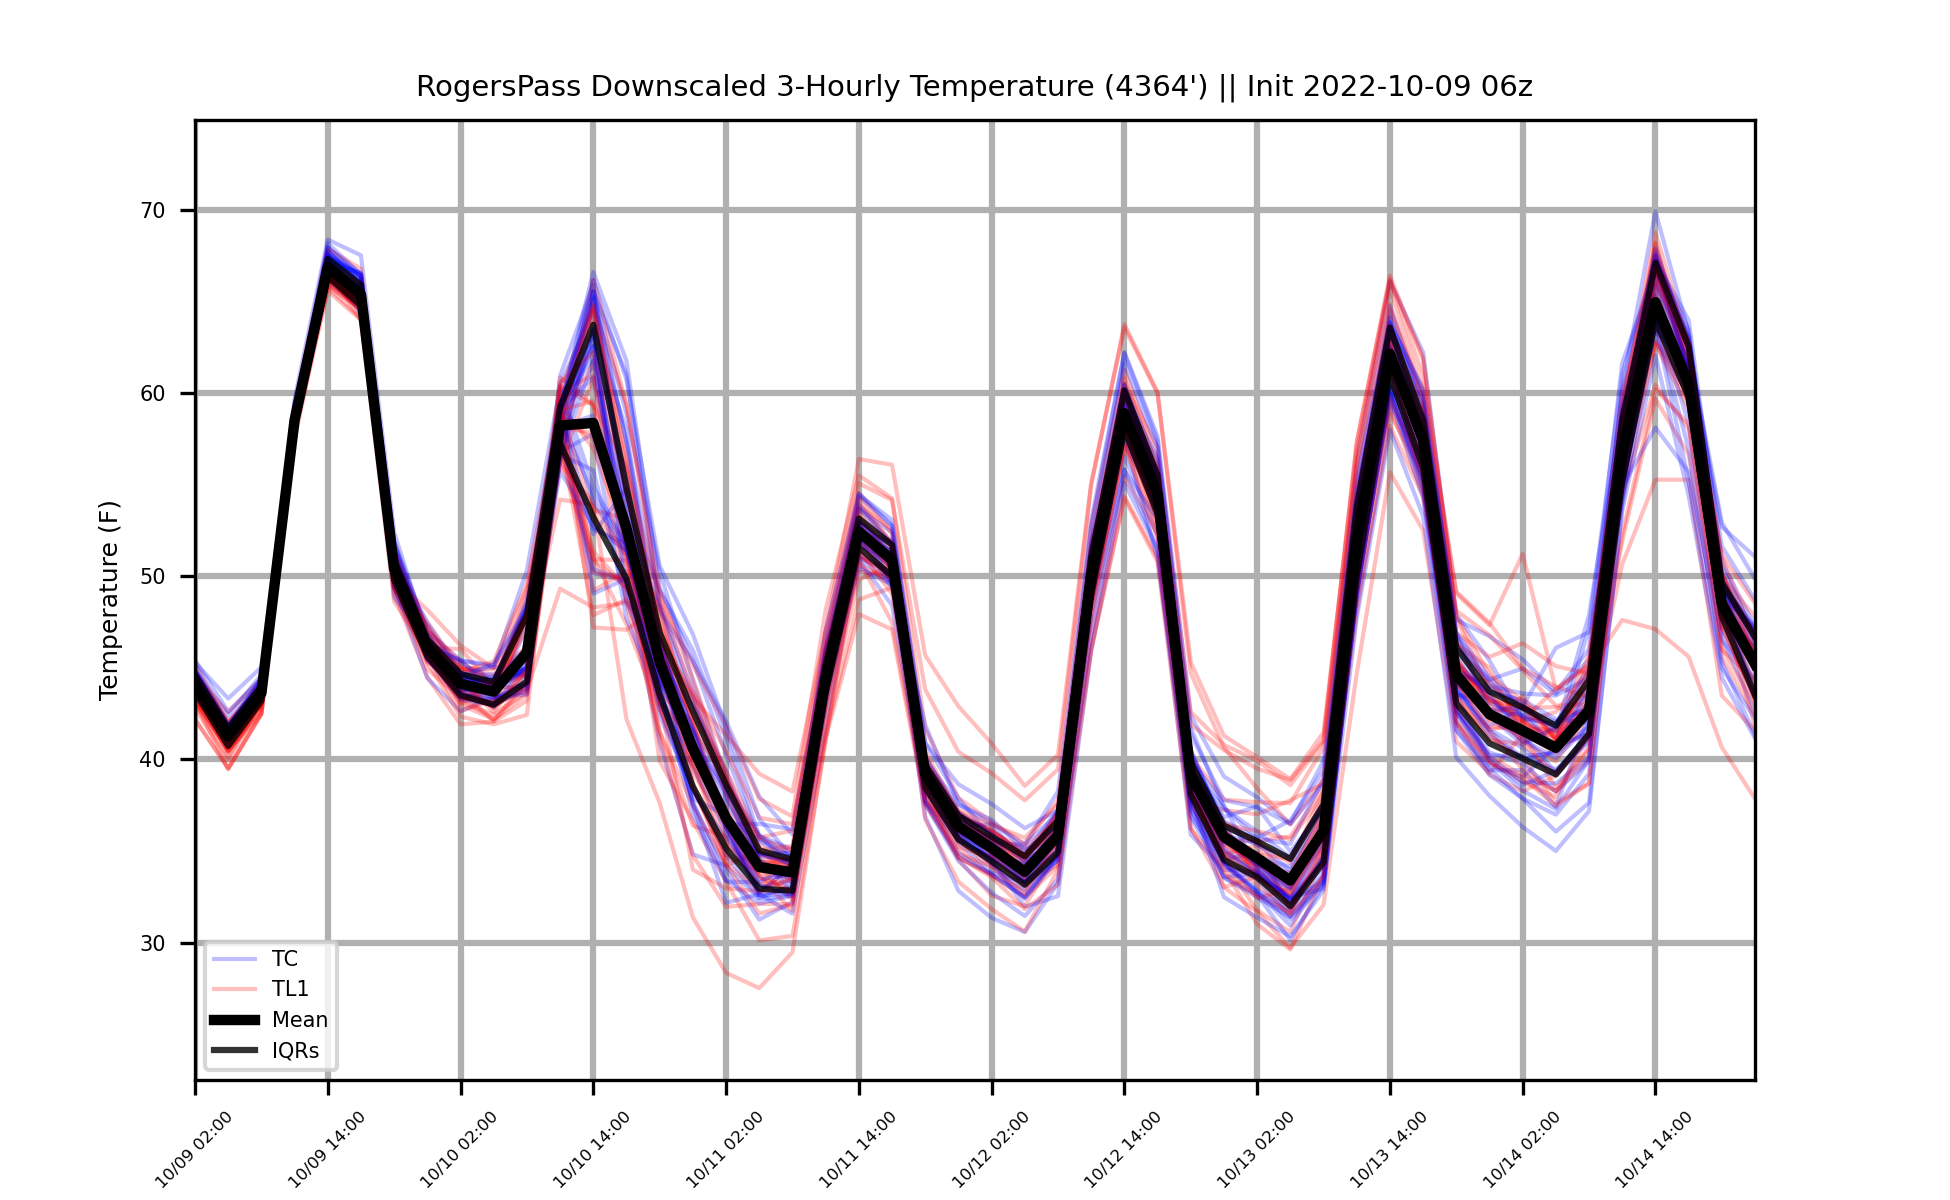 RogersPass Downscaled 3-Hourly Temperature (4364') || Init 2022-10-09 06z
Temperature (F)
70
60
50
40
30
TC
TL1
Mean
IQRs
10/09 02:00
10/09 14:00
10/10 02:00
10/10 14:00
10/11 02:00
10/11 14:00
10/12 02:00
10/12 14:00
10/13 02:00
10/13 14:00
10/14 02:00
10/14 14:00